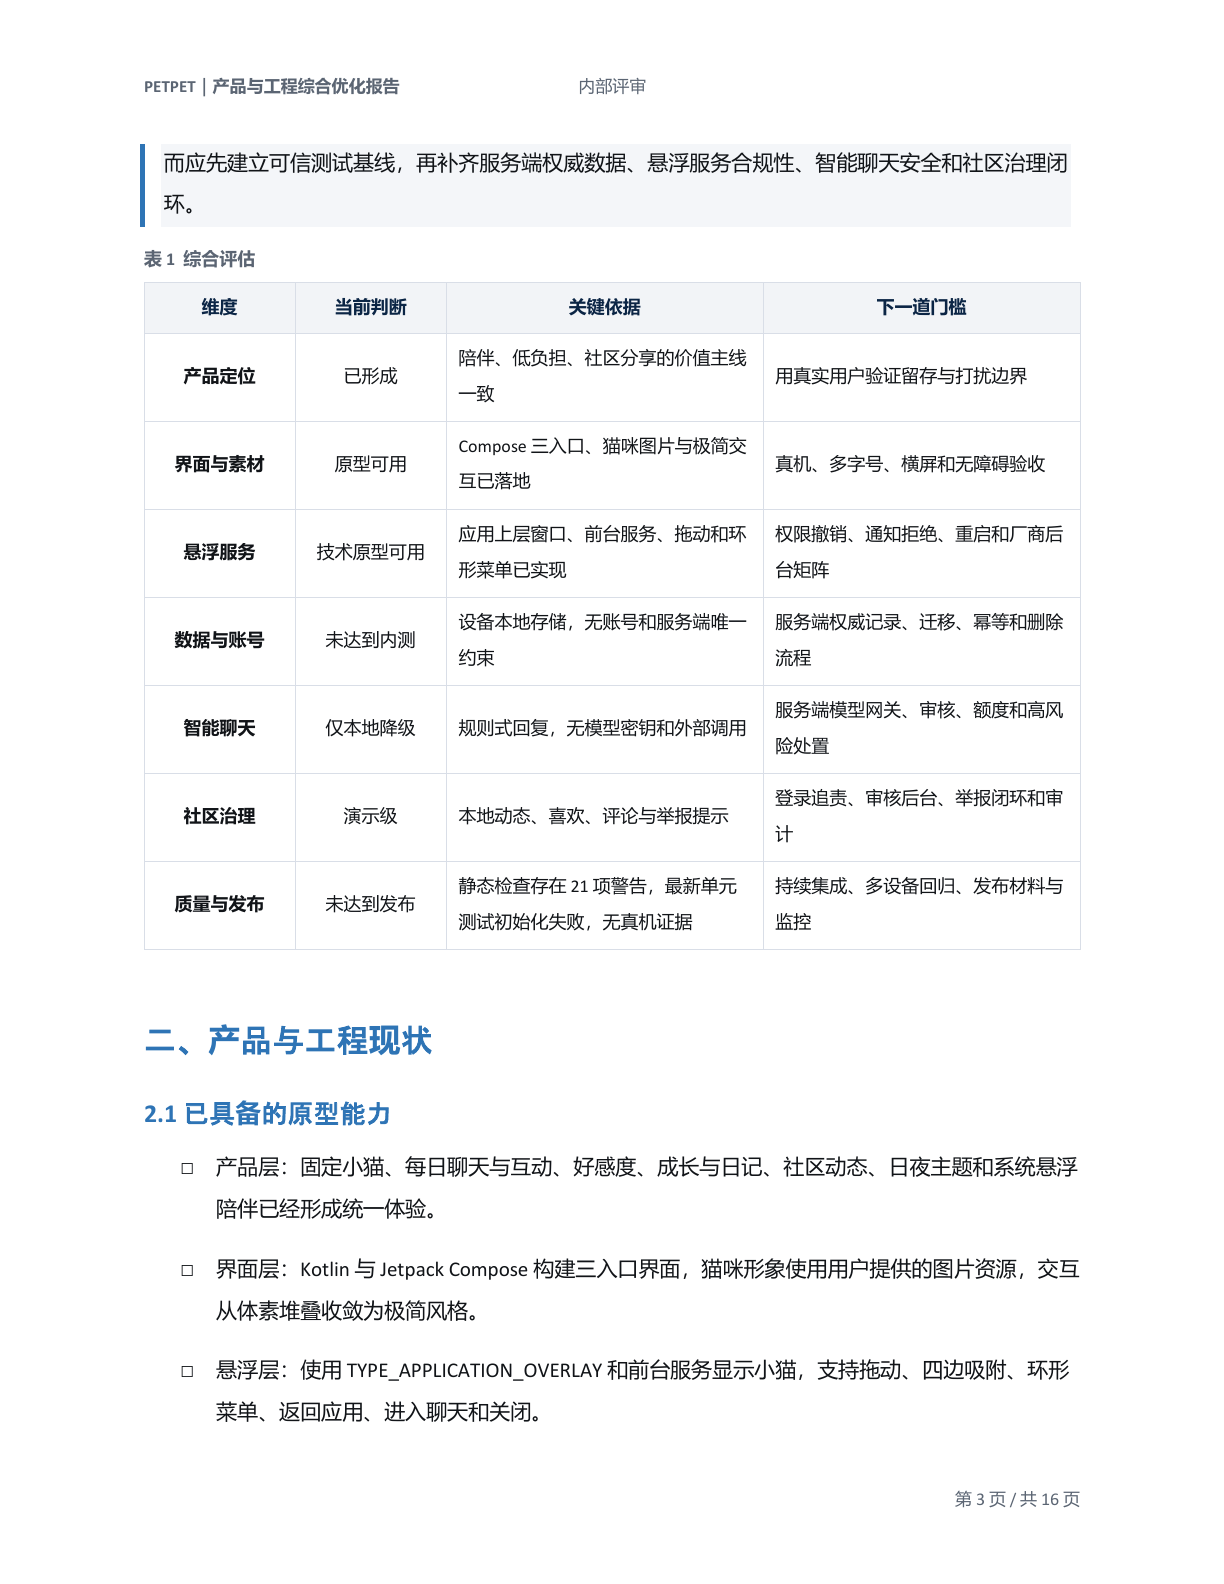 PETPET｜产品与工程综合优化报告 内部评审
而应先建立可信测试基线，再补齐服务端权威数据、悬浮服务合规性、智能聊天安全和社区治理闭
环。
表 1 综合评估
维度 当前判断 关键依据 下一道门槛
产品定位 已形成 陪伴、低负担、社区分享的价值主线
一致 用真实用户验证留存与打扰边界
界面与素材 原型可用 Compose 三入口、猫咪图片与极简交
互已落地 真机、多字号、横屏和无障碍验收
悬浮服务 技术原型可用 应用上层窗口、前台服务、拖动和环
形菜单已实现 权限撤销、通知拒绝、重启和厂商后
台矩阵
数据与账号 未达到内测 设备本地存储，无账号和服务端唯一
约束 服务端权威记录、迁移、幂等和删除
流程
智能聊天 仅本地降级 规则式回复，无模型密钥和外部调用 服务端模型网关、审核、额度和高风
险处置
社区治理 演示级 本地动态、喜欢、评论与举报提示 登录追责、审核后台、举报闭环和审
计
质量与发布 未达到发布 静态检查存在 21 项警告，最新单元
测试初始化失败，无真机证据 持续集成、多设备回归、发布材料与
监控
二、产品与工程现状
2.1 已具备的原型能力
□ 产品层：固定小猫、每日聊天与互动、好感度、成长与日记、社区动态、日夜主题和系统悬浮
陪伴已经形成统一体验。
□ 界面层：Kotlin 与 Jetpack Compose 构建三入口界面，猫咪形象使用用户提供的图片资源，交互
从体素堆叠收敛为极简风格。
□ 悬浮层：使用 TYPE_APPLICATION_OVERLAY 和前台服务显示小猫，支持拖动、四边吸附、环形
菜单、返回应用、进入聊天和关闭。
第 3 页 / 共 16 页